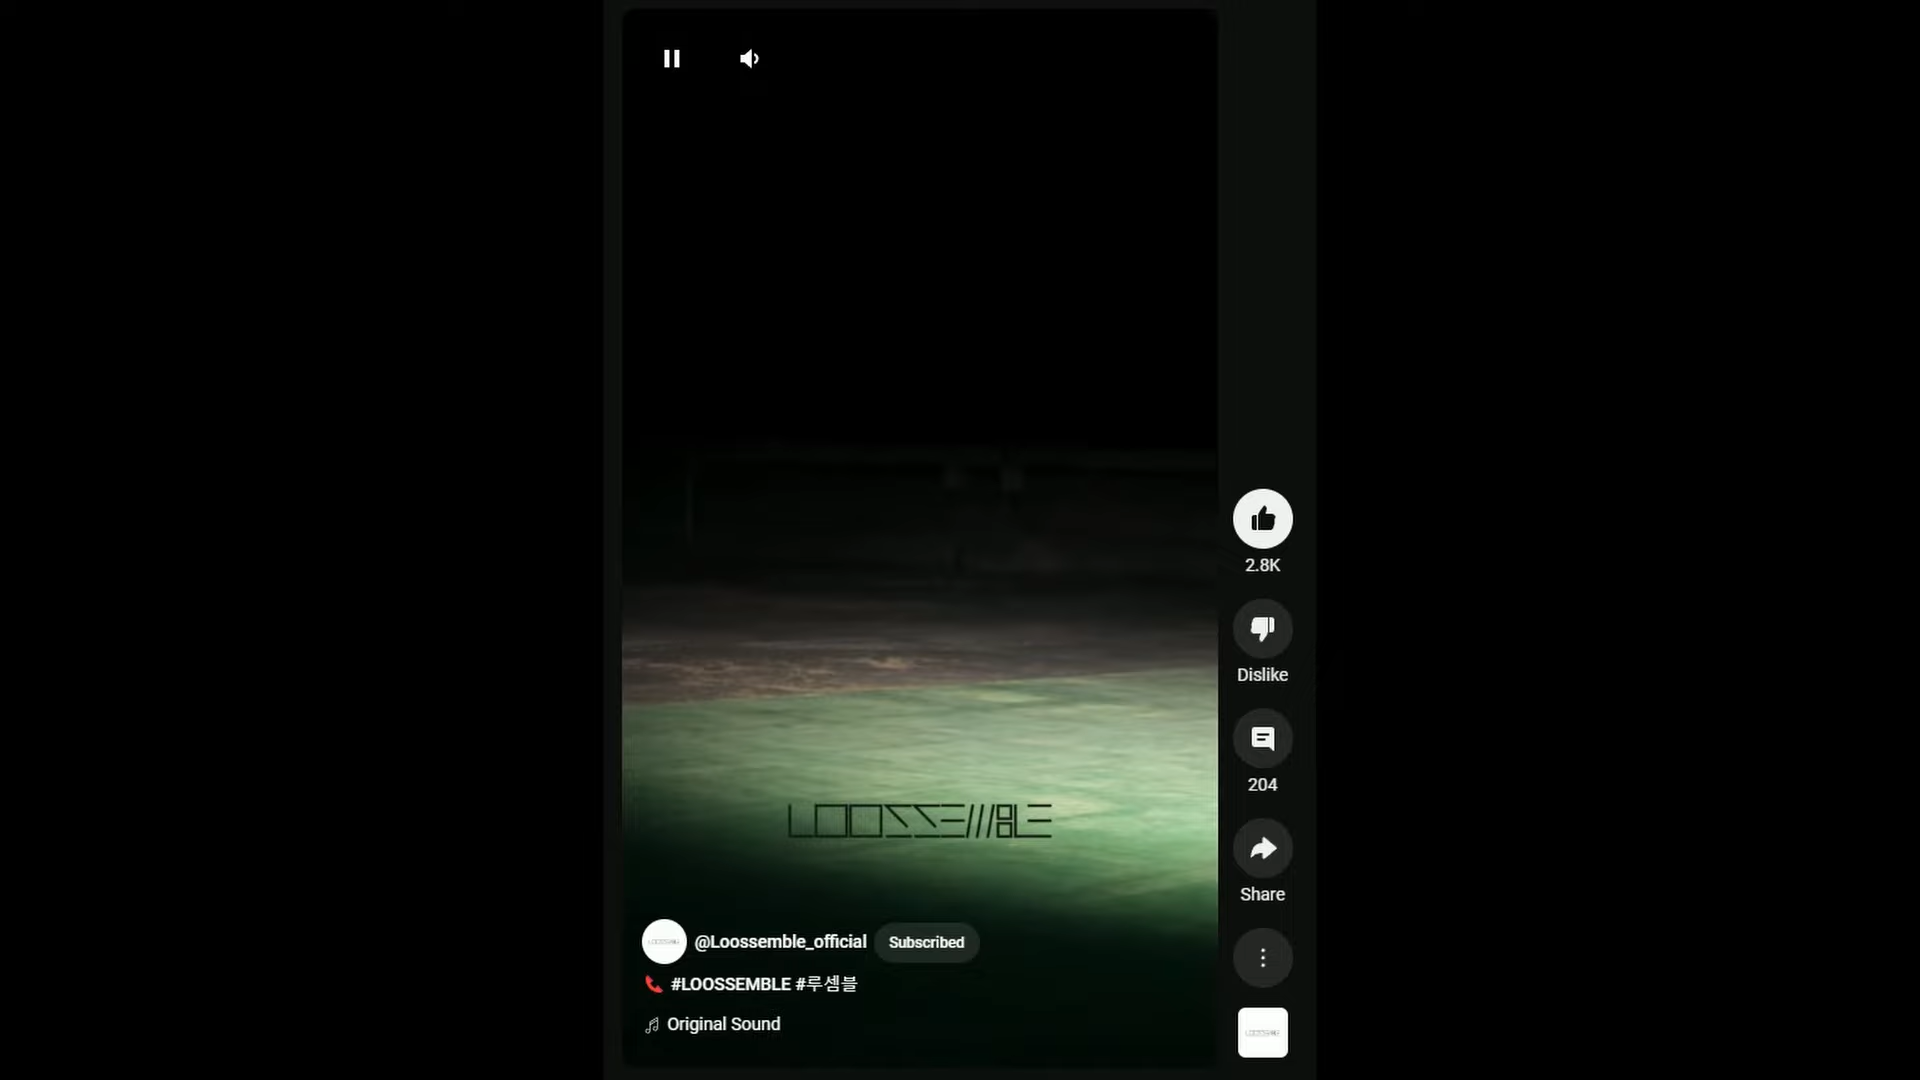 2.8K
Dislike
204
LOOSSEMBLE
Share
@Loossemble_official Subscribed
📞 #LOOSSEMBLE #루셈블
Original Sound